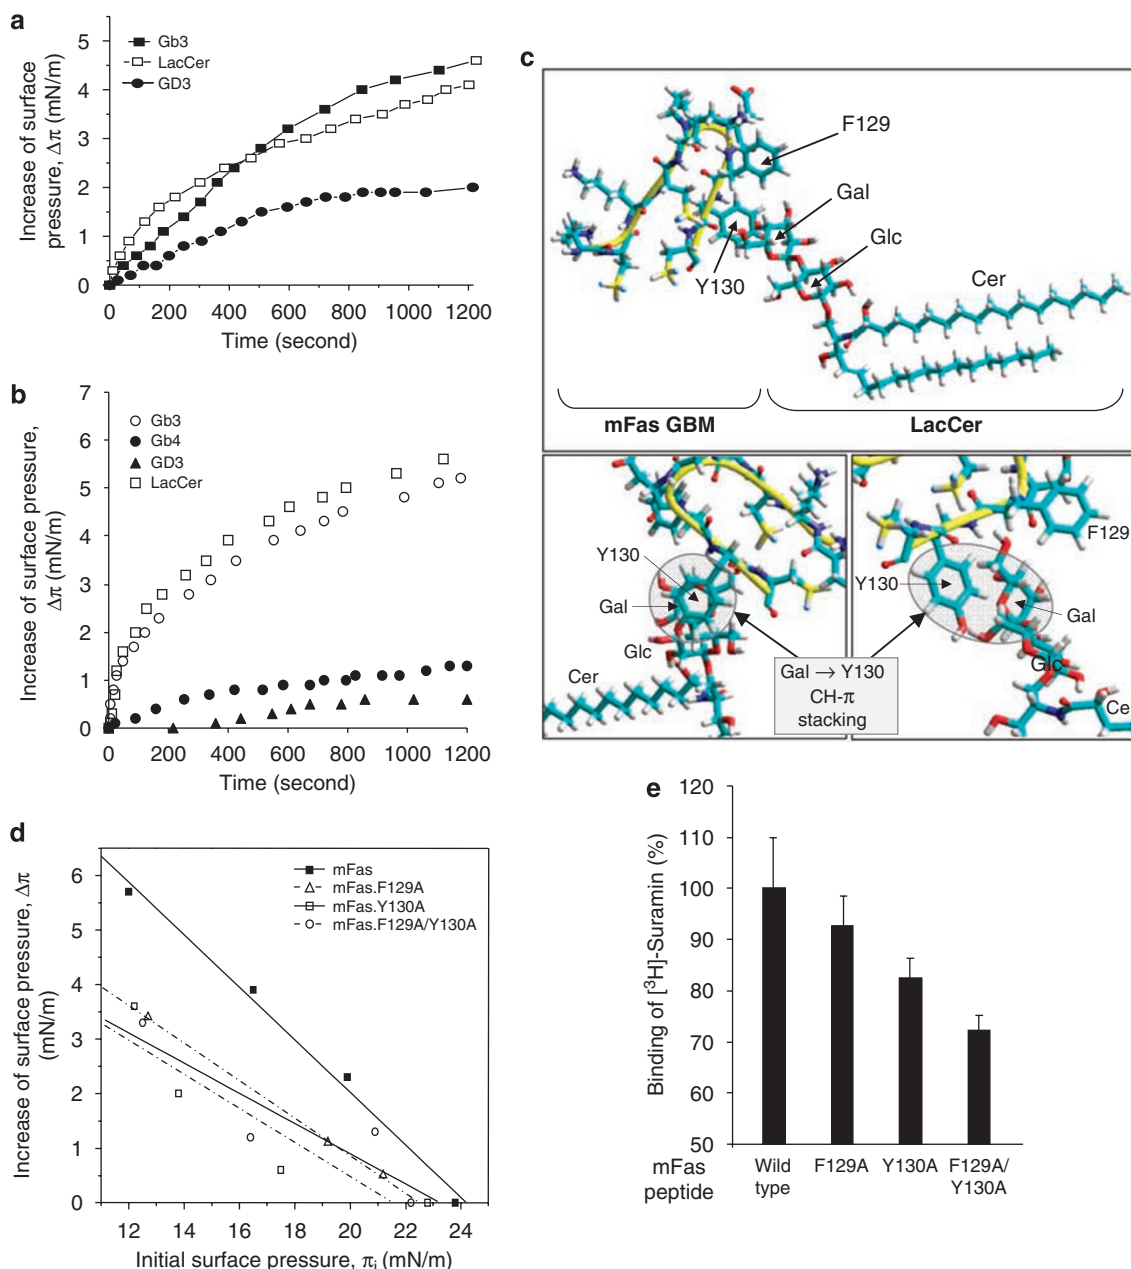 a
Increase of surface
pressure, Δπ (mN/m)
5
4
3
2
1
0
Gb3
LacCer
GD3
0 200 400 600 800 1000 1200
Time (second)
b
Increase of surface pressure,
Δπ (mN/m)
7
6
5
4
3
2
1
0
Gb3
Gb4
GD3
LacCer
0 200 400 600 800 1000 1200
Time (second)
c
F129
Gal
Glc
Y130
Cer
mFas GBM
LacCer
Y130
Gal
Glc
Cer
Gal → Y130
CH-π
stacking
F129
Y130
Gal
Glc
Ce
d
Increase of surface pressure, Δπ
(mN/m)
6
5
4
3
2
1
0
mFas
mFas.F129A
mFas.Y130A
mFas.F129A/Y130A
12 14 16 18 20 22 24
Initial surface pressure, πi (mN/m)
e
Binding of [3H]-Suramin (%)
120
110
100
90
80
70
60
50
mFas
peptide
Wild
type
F129A
Y130A
F129A/
Y130A